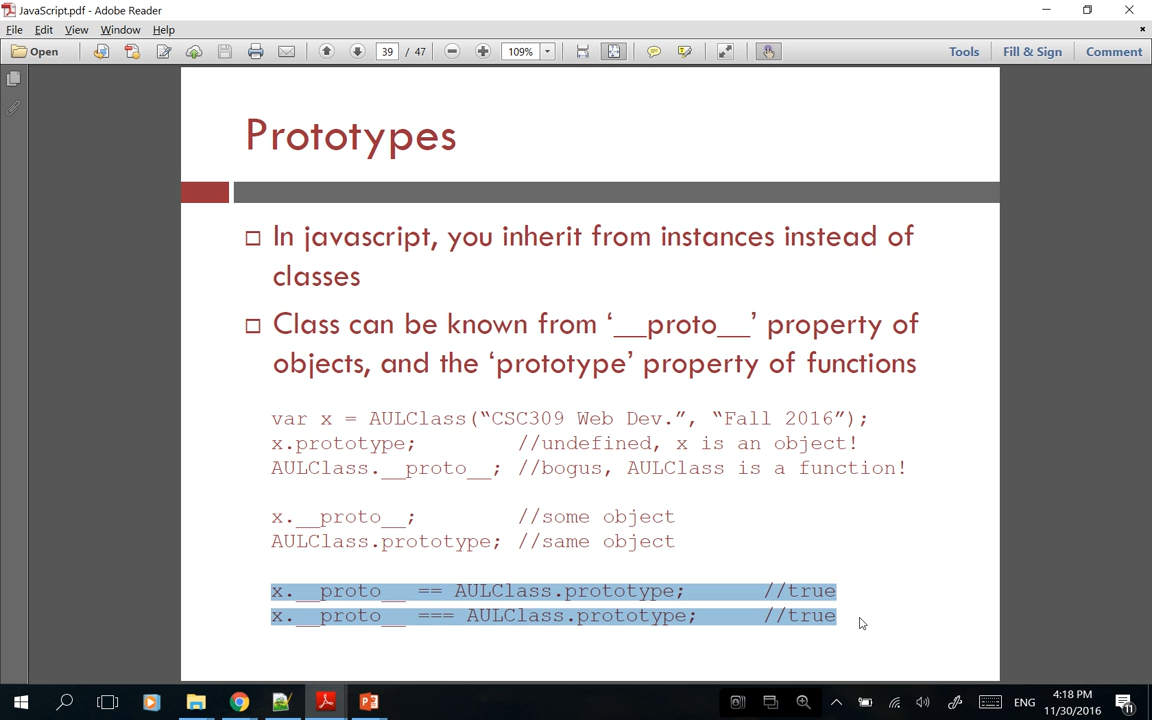 JavaScript.pdf - Adobe Reader
File Edit View Window Help
Open 39 / 47 109% Tools Fill & Sign Comment
Prototypes
In javascript, you inherit from instances instead of
classes
Class can be known from ‘__proto__’ property of
objects, and the ‘prototype’ property of functions
var x = AULClass(“CSC309 Web Dev.”, “Fall 2016”);
x.prototype; //undefined, x is an object!
AULClass.__proto__; //bogus, AULClass is a function!
x.__proto__; //some object
AULClass.prototype; //same object
x.__proto__ == AULClass.prototype; //true
x.__proto__ === AULClass.prototype; //true
ENG
4:18 PM
11/30/2016
11